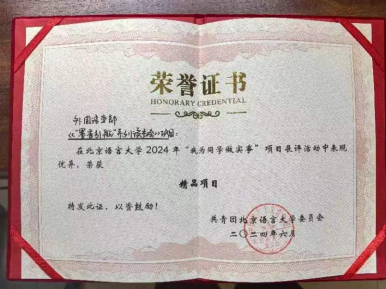 荣誉证书
HONORARY CREDENTIAL
外国语学部
在北京语言大学2024年“我为同学做实事”项目展评活动中表现
优异,荣获
精品项目
特发此证,以资鼓励!
共青团北京语言大学委员会
二〇二四年六月